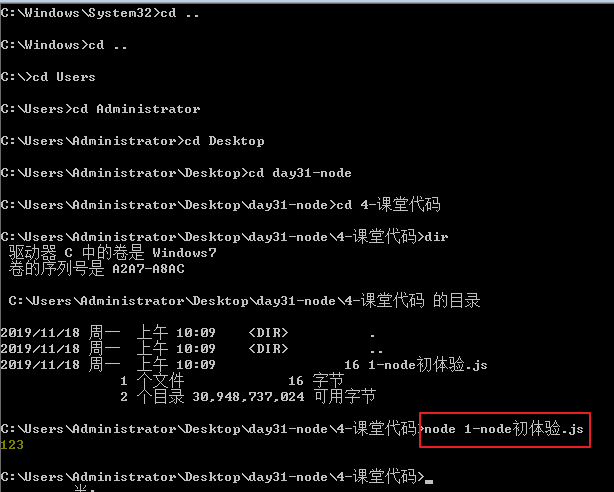 C:\Windows\System32>cd ..
C:\Windows>cd ..
C:\>cd Users
C:\Users>cd Administrator
C:\Users\Administrator>cd Desktop
C:\Users\Administrator\Desktop>cd day31-node
C:\Users\Administrator\Desktop\day31-node>cd 4-课堂代码
C:\Users\Administrator\Desktop\day31-node\4-课堂代码>dir
驱动器 C 中的卷是 Windows7
卷的序列号是 A2A7-A8AC
C:\Users\Administrator\Desktop\day31-node\4-课堂代码 的目录
2019/11/18 周一  上午 10:09    <DIR>          .
2019/11/18 周一  上午 10:09    <DIR>          ..
2019/11/18 周一  上午 10:09                16 1-node初体验.js
1 个文件             16 字节
2 个目录 30,948,737,024 可用字节
C:\Users\Administrator\Desktop\day31-node\4-课堂代码>node 1-node初体验.js
123
C:\Users\Administrator\Desktop\day31-node\4-课堂代码>_